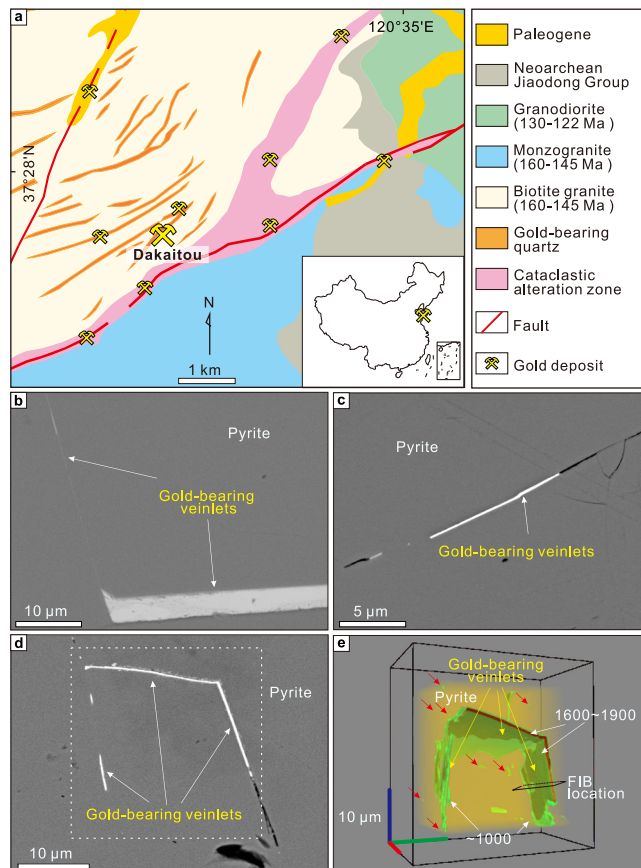 a
120°35'E
37°28'N
Dakaitou
N
1 km
Paleogene
Neoarchean
Jiaodong Group
Granodiorite
(130-122 Ma )
Monzogranite
(160-145 Ma )
Biotite granite
(160-145 Ma )
Gold-bearing
quartz
Cataclastic
alteration zone
Fault
Gold deposit
b
Pyrite
Gold-bearing
veinlets
10 μm
c
Pyrite
Gold-bearing veinlets
5 μm
d
Pyrite
Gold-bearing veinlets
10 μm
e
Gold-bearing
veinlets
Pyrite
1600~1900
FIB
location
10 μm
~1000